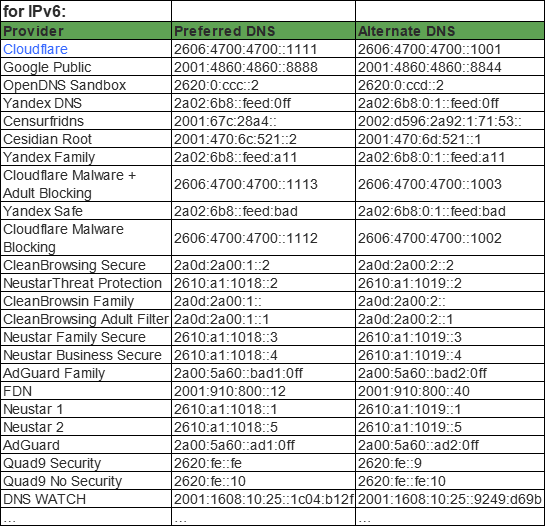 for IPv6:
Provider Preferred DNS Alternate DNS
Cloudflare 2606:4700:4700::1111 2606:4700:4700::1001
Google Public 2001:4860:4860::8888 2001:4860:4860::8844
OpenDNS Sandbox 2620:0:ccc::2 2620:0:ccd::2
Yandex DNS 2a02:6b8::feed:0ff 2a02:6b8:0:1::feed:0ff
Censurfridns 2001:67c:28a4:: 2002:d596:2a92:1:71:53::
Cesidian Root 2001:470:6c:521::2 2001:470:6d:521::1
Yandex Family 2a02:6b8::feed:a11 2a02:6b8:0:1::feed:a11
Cloudflare Malware +
Adult Blocking 2606:4700:4700::1113 2606:4700:4700::1003
Yandex Safe 2a02:6b8::feed:bad 2a02:6b8:0:1::feed:bad
Cloudflare Malware
Blocking 2606:4700:4700::1112 2606:4700:4700::1002
CleanBrowsing Secure 2a0d:2a00:1::2 2a0d:2a00:2::2
NeustarThreat Protection 2610:a1:1018::2 2610:a1:1019::2
CleanBrowsin Family 2a0d:2a00:1:: 2a0d:2a00:2::
CleanBrowsing Adult Filter 2a0d:2a00:1::1 2a0d:2a00:2::1
Neustar Family Secure 2610:a1:1018::3 2610:a1:1019::3
Neustar Business Secure 2610:a1:1018::4 2610:a1:1019::4
AdGuard Family 2a00:5a60::bad1:0ff 2a00:5a60::bad2:0ff
FDN 2001:910:800::12 2001:910:800::40
Neustar 1 2610:a1:1018::1 2610:a1:1019::1
Neustar 2 2610:a1:1018::5 2610:a1:1019::5
AdGuard 2a00:5a60::ad1:0ff 2a00:5a60::ad2:0ff
Quad9 Security 2620:fe::fe 2620:fe::9
Quad9 No Security 2620:fe::10 2620:fe::fe:10
DNS WATCH 2001:1608:10:25::1c04:b12f 2001:1608:10:25::9249:d69b
… … …